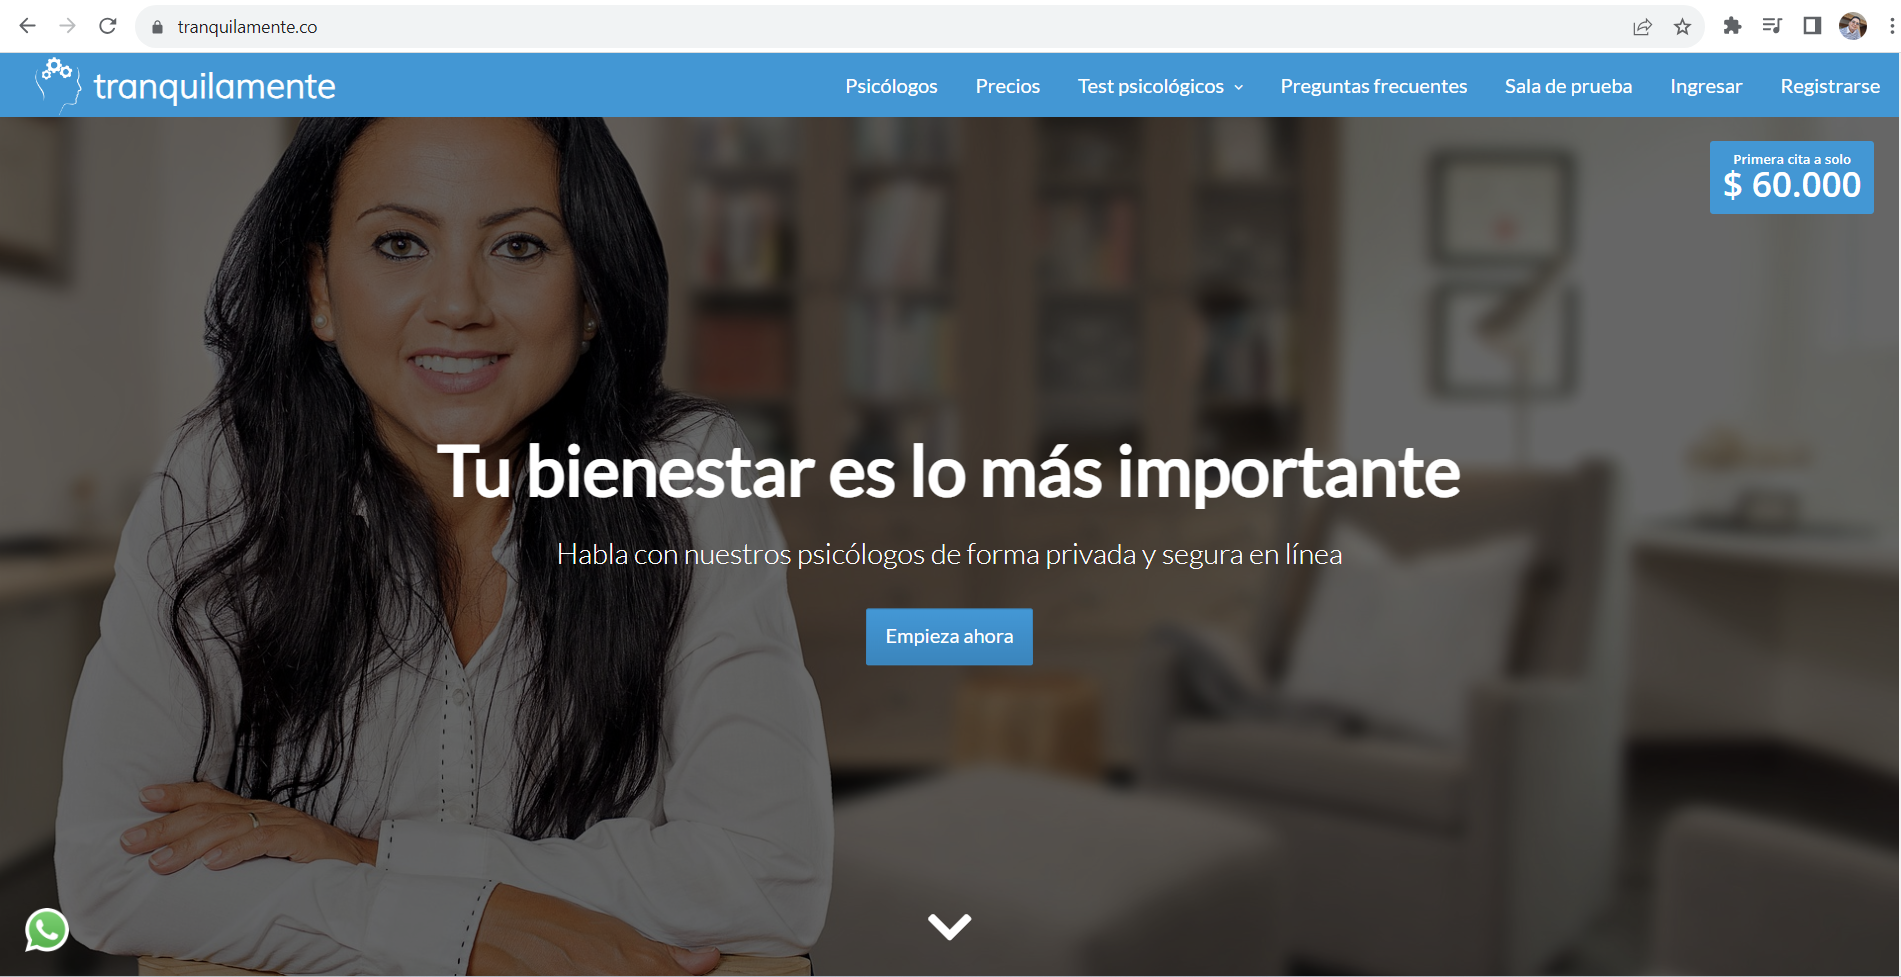 tranquilamente.co
tranquilamente
Psicólogos Precios Test psicológicos Preguntas frecuentes Sala de prueba Ingresar Registrarse
Primera cita a solo
$ 60.000
Tu bienestar es lo más importante
Habla con nuestros psicólogos de forma privada y segura en línea
Empieza ahora